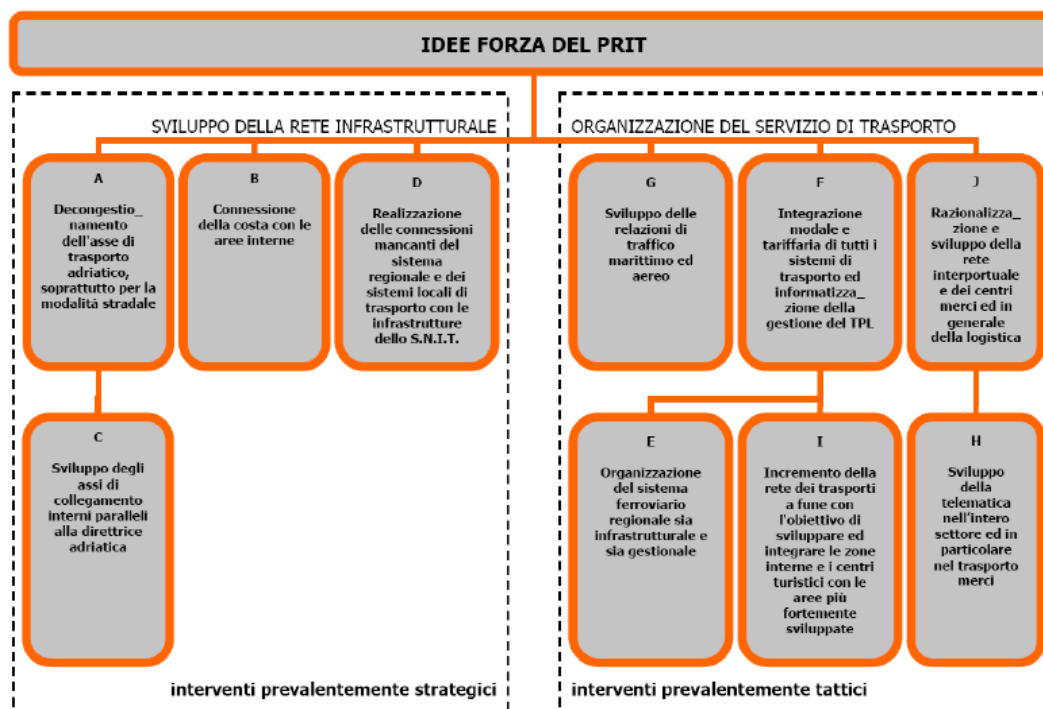 IDEE FORZA DEL PRIT
SVILUPPO DELLA RETE INFRASTRUTTURALE
A
Decongestio_
namento
dell'asse di
trasporto
adriatico,
soprattutto per la
modalità stradale
B
Connessione
della costa con le
aree interne
D
Realizzazione
delle connessioni
mancanti del
sistema
regionale e dei
sistemi locali di
trasporto con le
infrastrutture
dello S.N.I.T.
C
Sviluppo degli
assi di
collegamento
interni paralleli
alla direttrice
adriatica
interventi prevalentemente strategici
ORGANIZZAZIONE DEL SERVIZIO DI TRASPORTO
G
Sviluppo delle
relazioni di
traffico
marittimo ed
aereo
F
Integrazione
modale e
tariffaria di tutti i
sistemi di
trasporto ed
informatizza_
zione della
gestione del TPL
J
Razionalizza_
zione e
sviluppo della
rete
interportuale
e dei centri
merci ed in
generale
della logistica
E
Organizzazione
del sistema
ferroviario
regionale sia
infrastrutturale e
sia gestionale
I
Incremento della
rete dei trasporti
a fune con
l'obiettivo di
sviluppare ed
integrare le zone
interne e i centri
turistici con le
aree più
fortemente
sviluppate
H
Sviluppo
della
telematica
nell'intero
settore ed in
particolare
nel trasporto
merci
interventi prevalentemente tattici